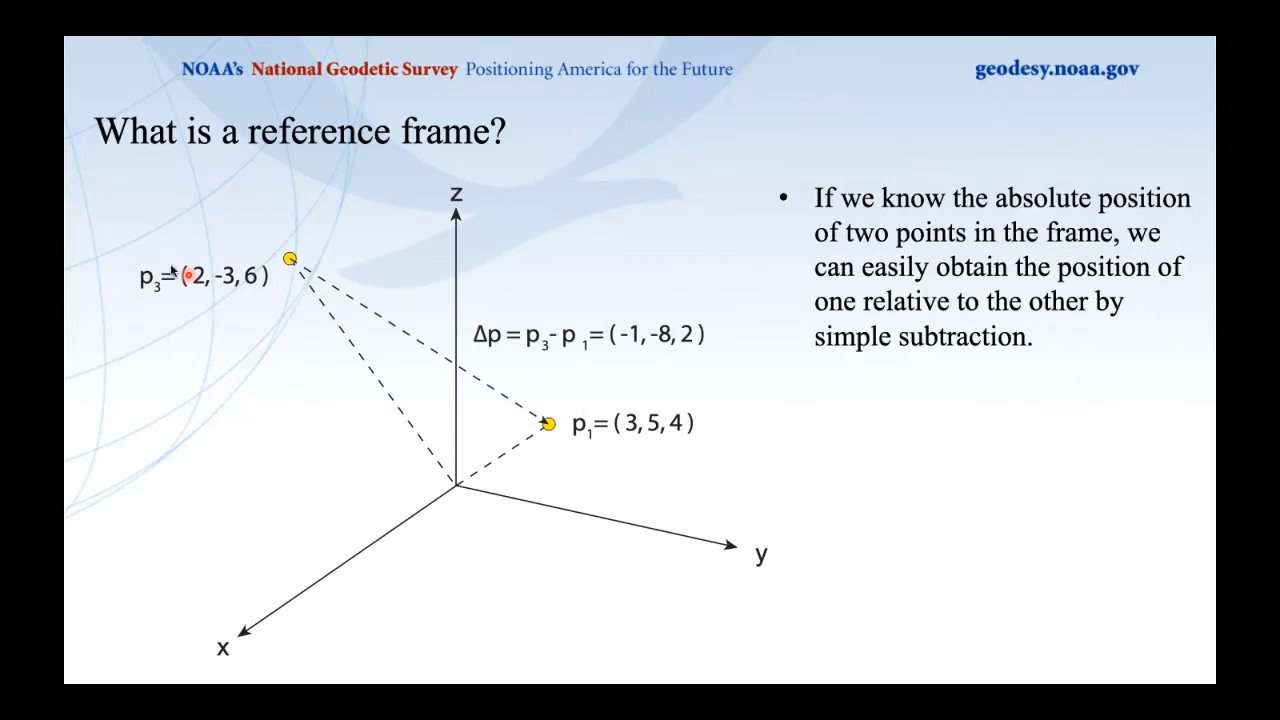 NOAA's National Geodetic Survey Positioning America for the Future
geodesy.noaa.gov
What is a reference frame?
z
• If we know the absolute position
of two points in the frame, we
can easily obtain the position of
one relative to the other by
simple subtraction.
p₃=(2,-3,6)
Δp=p₃-p₁=(-1,-8,2)
p₁=(3,5,4)
y
x